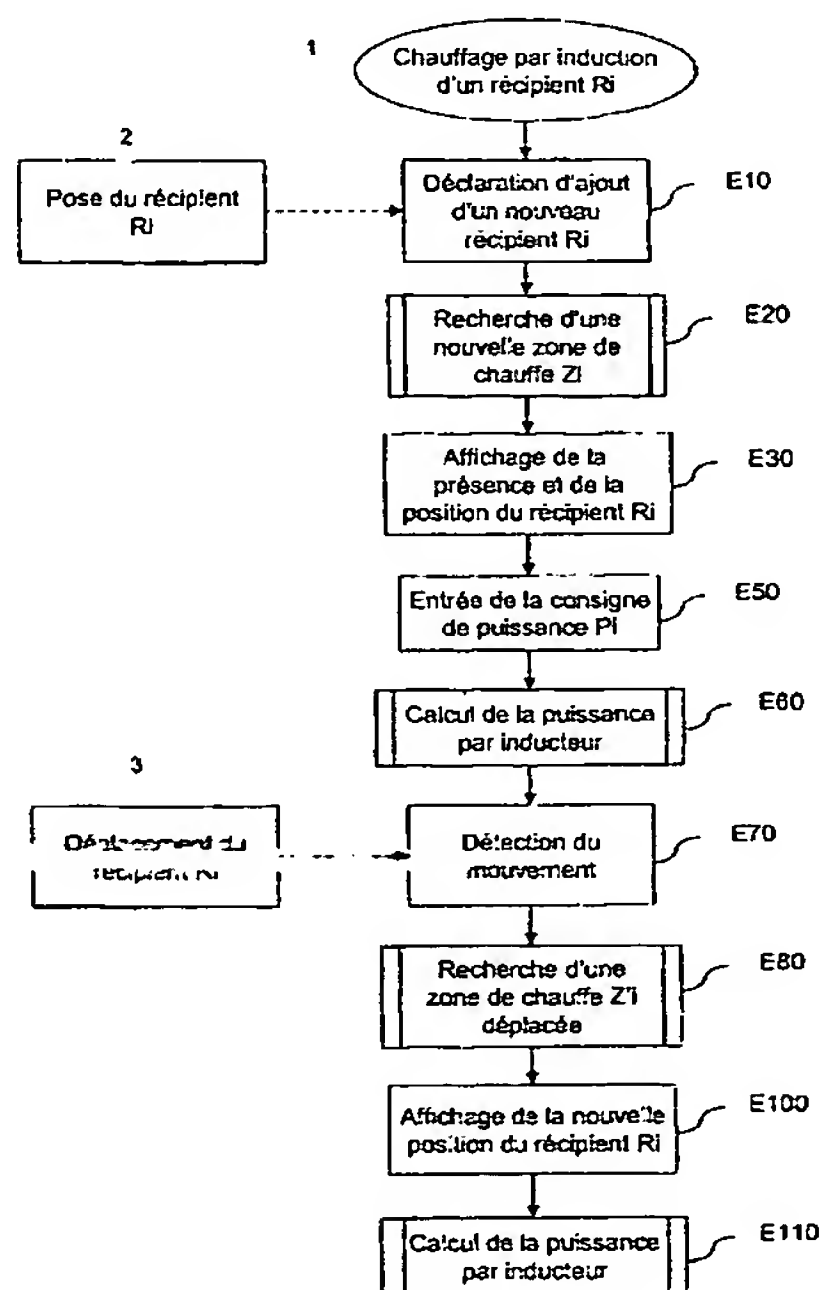 1
Chauffage par induction
d'un récipient Ri
2
Pose du récipient
Ri
Déclaration d'ajout
d'un nouveau
récipient Ri
E10
Recherche d'une
nouvelle zone de
chauffe Zi
E20
Affichage de la
présence et de la
position du récipient Ri
E30
Entrée de la consigne
de puissance Pi
E50
Calcul de la puissance
par inducteur
E60
3
Déplacement du
récipient Ri
Détection du
mouvement
E70
Recherche d'une
zone de chauffe Z'i
déplacée
E80
Affichage de la nouvelle
position du récipient Ri
E100
Calcul de la puissance
par inducteur
E110